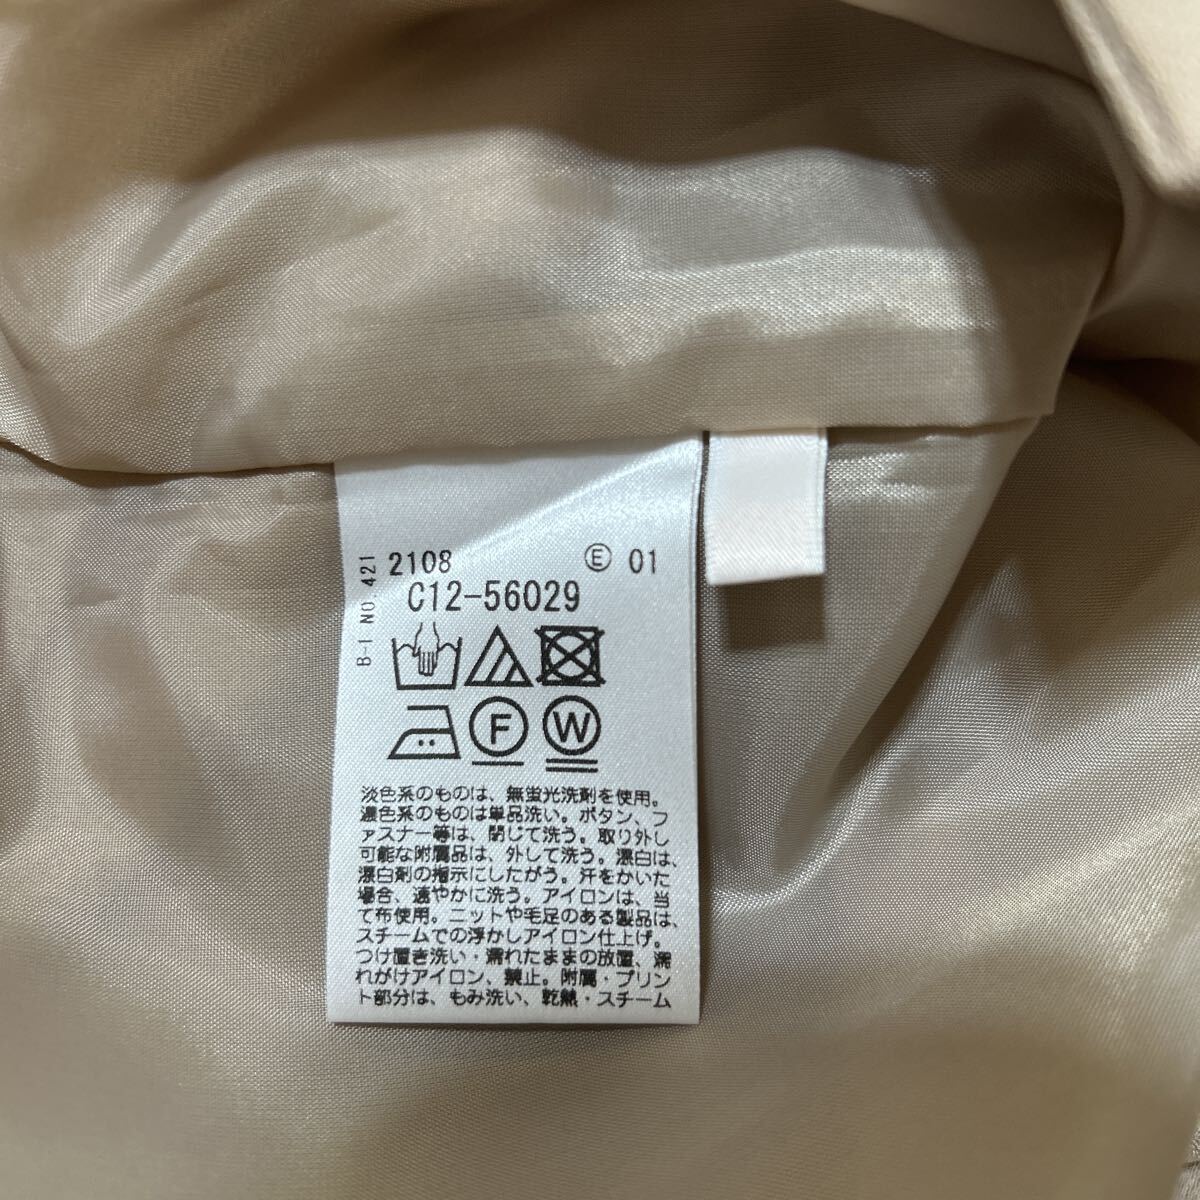 B-I NO.421
2108 Ⓔ 01
C12-56029
F W
淡色系のものは、無蛍光洗剤を使用。
濃色系のものは単品洗い。ボタン、フ
ァスナー等は、閉じて洗う。取り外し
可能な附属品は、外して洗う。漂白は、
漂白剤の指示にしたがう。汗をかいた
場合、速やかに洗う。アイロンは、当
て布使用。ニットや毛足のある製品は、
スチームでの浮かしアイロン仕上げ。
つけ置き洗い・濡れたままの放置、濡
れがけアイロン、禁止。附属・プリン
ト部分は、もみ洗い、乾熱・スチーム